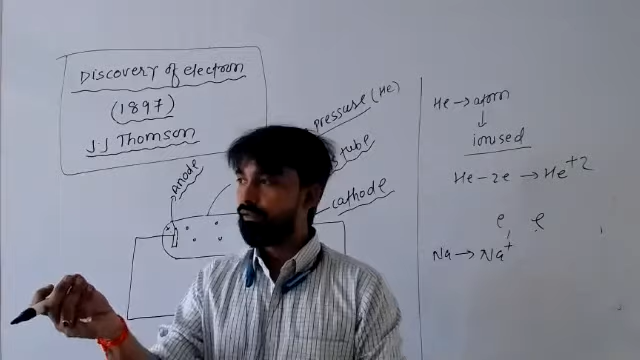 Discovery of electron
(1897)
J.J Thomson
Anode
pressure (He)
tube
cathode
He → atom
↓
ionised
He - 2e → He+2
e e
Na → Na+